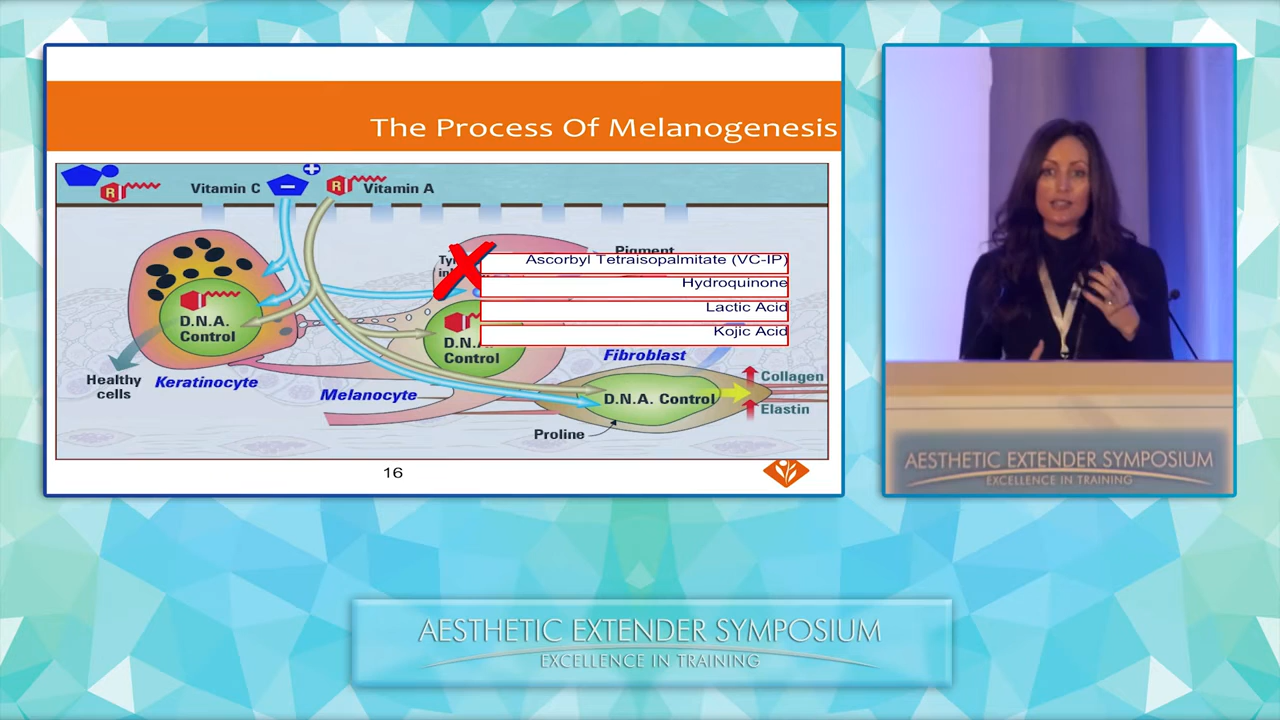 The Process Of Melanogenesis
R
Vitamin C
R
Vitamin A
Pigment
Ascorbyl Tetraisopalmitate (VC-IP)
Hydroquinone
Lactic Acid
Kojic Acid
D.N.A.
Control
D.N.
Control
Fibroblast
Healthy
cells
Keratinocyte
Melanocyte
D.N.A. Control
Collagen
Elastin
Proline
16
AESTHETIC EXTENDER SYMPOSIUM
EXCELLENCE IN TRAINING
AESTHETIC EXTENDER SYMPOSIUM
EXCELLENCE IN TRAINING